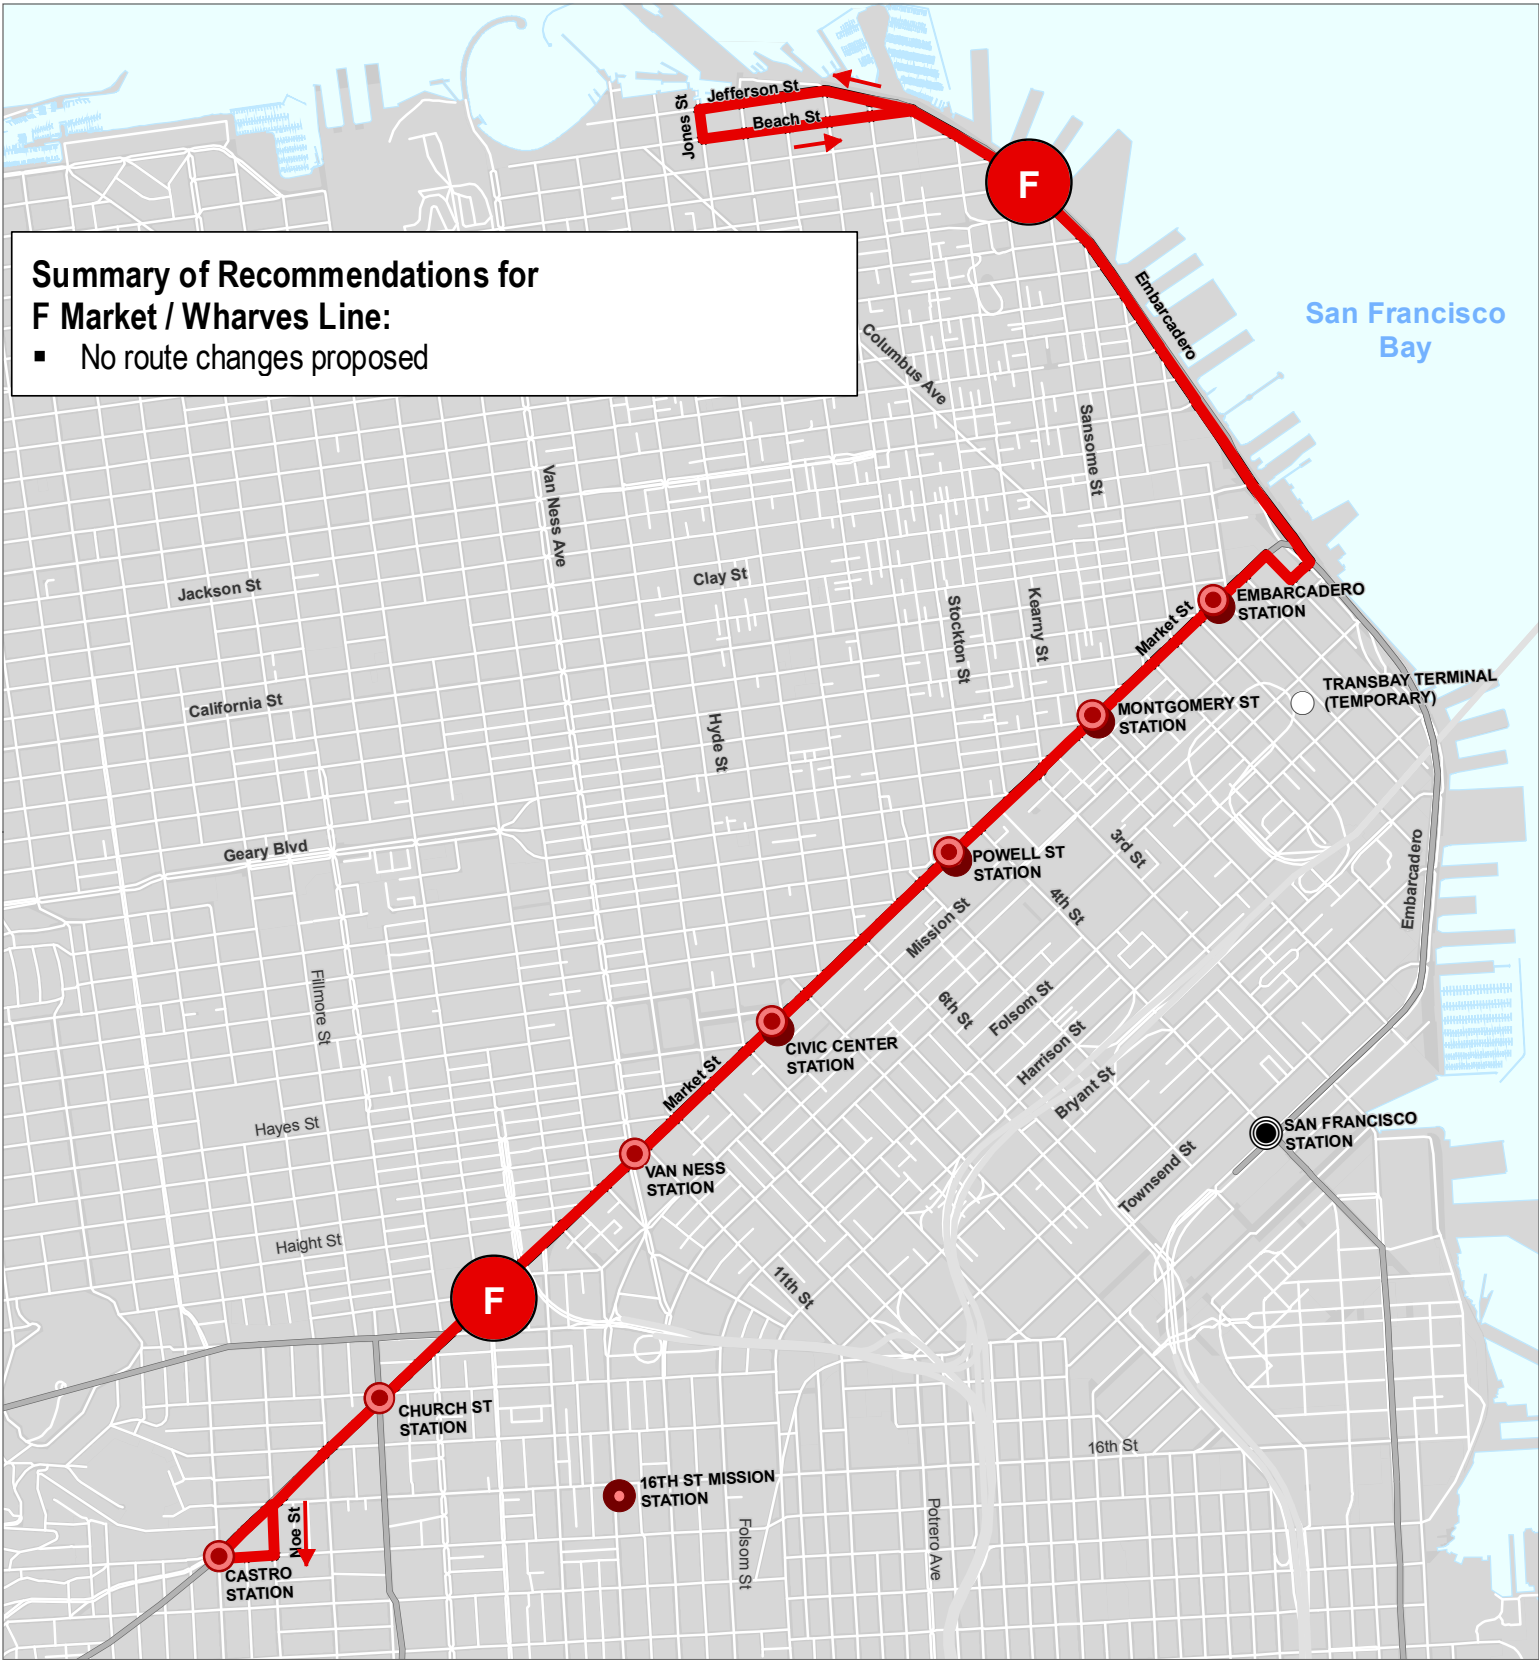 Jefferson St
Jones St
Beach St
F
Summary of Recommendations for
F Market / Wharves Line:
▪ No route changes proposed
Embarcadero
San Francisco
Bay
Columbus Ave
Sansome St
Van Ness Ave
Jackson St
Clay St
Stockton St
Kearny St
Market St
EMBARCADERO
STATION
California St
Hyde St
MONTGOMERY ST
STATION
TRANSBAY TERMINAL
(TEMPORARY)
Geary Blvd
POWELL ST
STATION
3rd St
4th St
Embarcadero
Mission St
Fillmore St
6th St
Folsom St
Harrison St
Bryant St
CIVIC CENTER
STATION
Market St
Hayes St
SAN FRANCISCO
STATION
Townsend St
VAN NESS
STATION
Haight St
11th St
F
CHURCH ST
STATION
16th St
16TH ST MISSION
STATION
Noe St
Folsom St
Potrero Ave
CASTRO
STATION